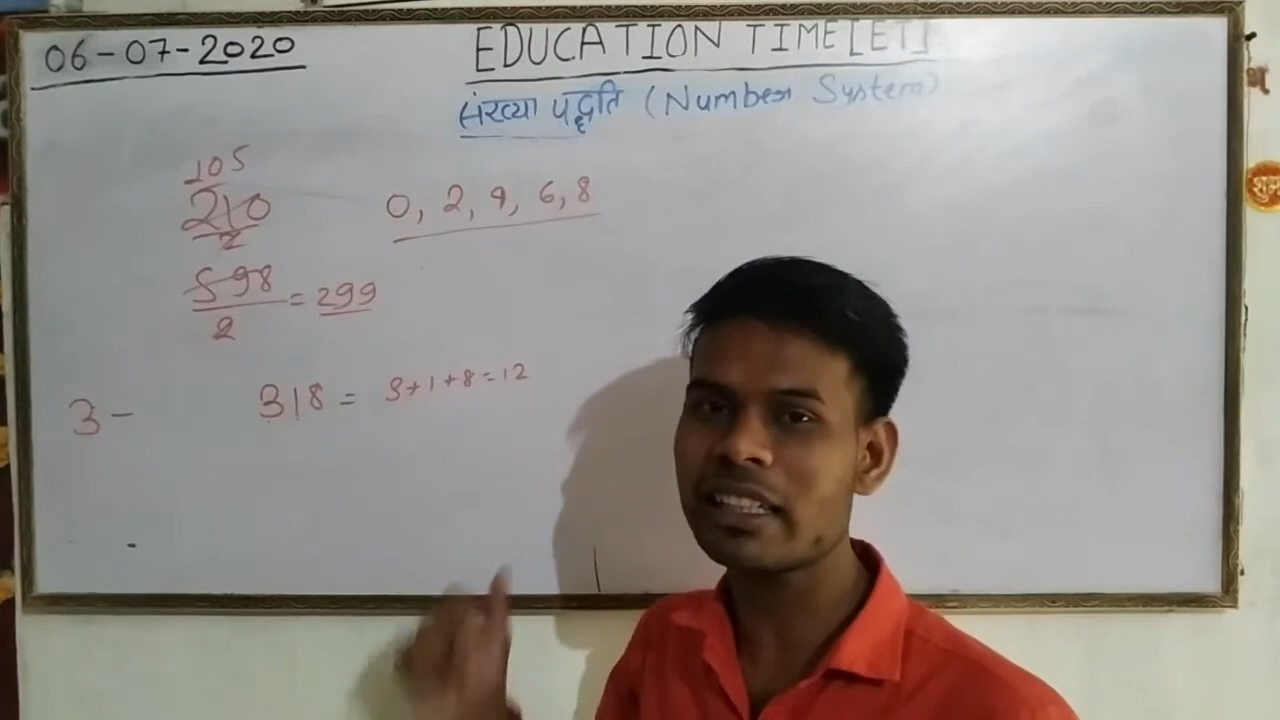 06-07-2020
EDUCATION TIME [ET]
संख्या पद्धति (Number System)
105
210
2
0, 2, 4, 6, 8
598
2
= 299
3 -
318 = 3+1+8=12